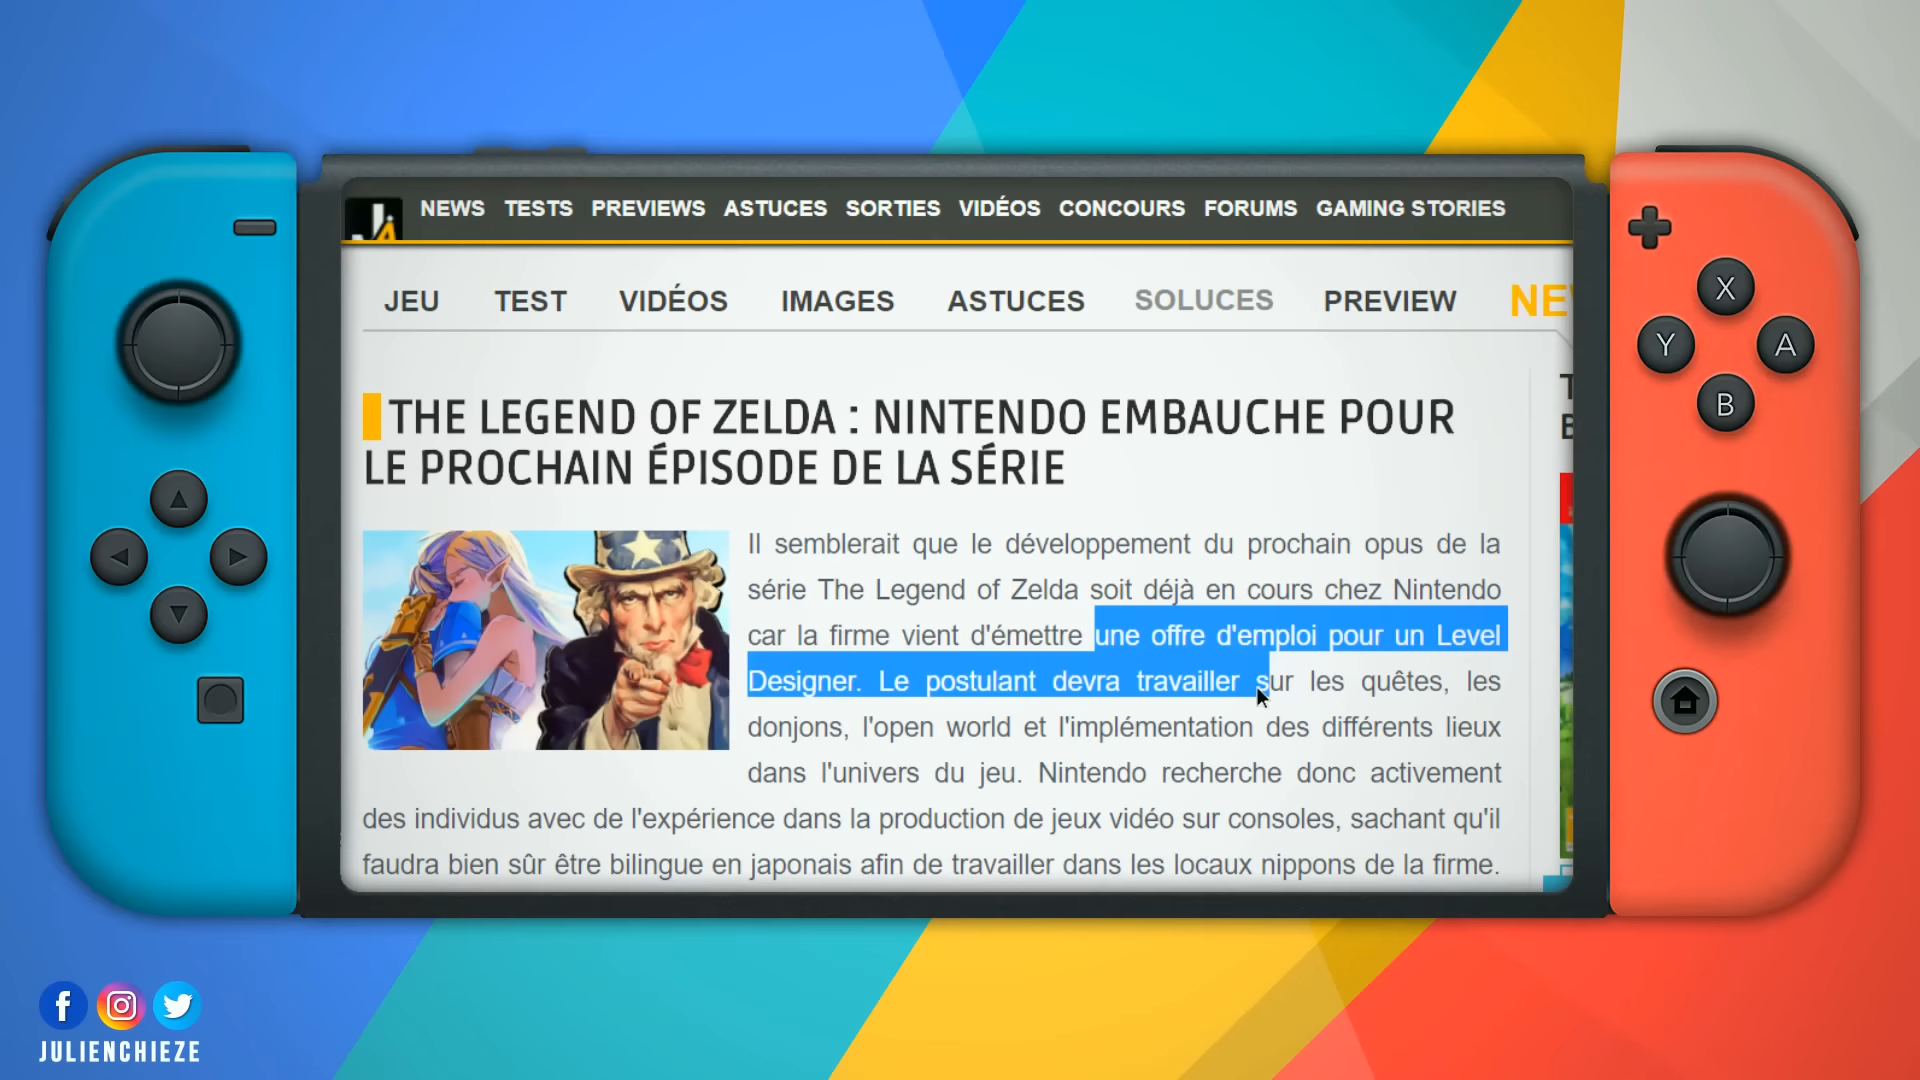 NEWS TESTS PREVIEWS ASTUCES SORTIES VIDÉOS CONCOURS FORUMS GAMING STORIES
JEU TEST VIDÉOS IMAGES ASTUCES SOLUCES PREVIEW
THE LEGEND OF ZELDA : NINTENDO EMBAUCHE POUR
LE PROCHAIN ÉPISODE DE LA SÉRIE
Il semblerait que le développement du prochain opus de la
série The Legend of Zelda soit déjà en cours chez Nintendo
car la firme vient d'émettre une offre d'emploi pour un Level
Designer. Le postulant devra travailler sur les quêtes, les
donjons, l'open world et l'implémentation des différents lieux
dans l'univers du jeu. Nintendo recherche donc activement
des individus avec de l'expérience dans la production de jeux vidéo sur consoles, sachant qu'il
faudra bien sûr être bilingue en japonais afin de travailler dans les locaux nippons de la firme.
X
Y
A
B
JULIENCHIEZE